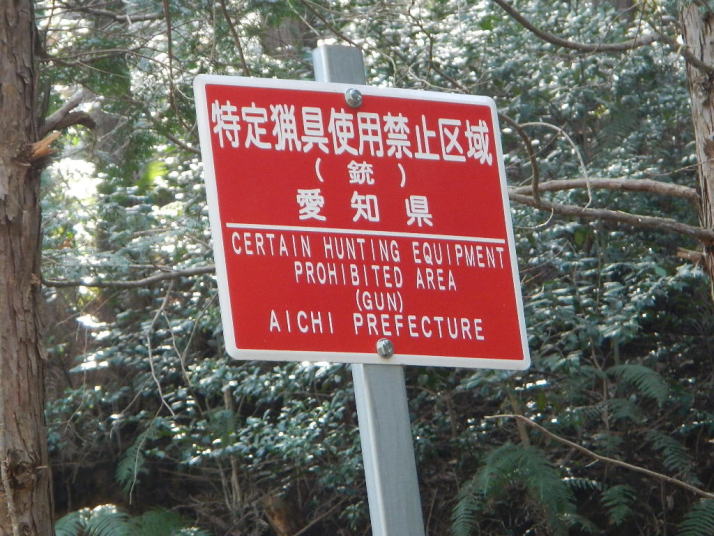 特定猟具使用禁止区域
（銃）
愛知県
CERTAIN HUNTING EQUIPMENT
PROHIBITED AREA
(GUN)
AICHI PREFECTURE